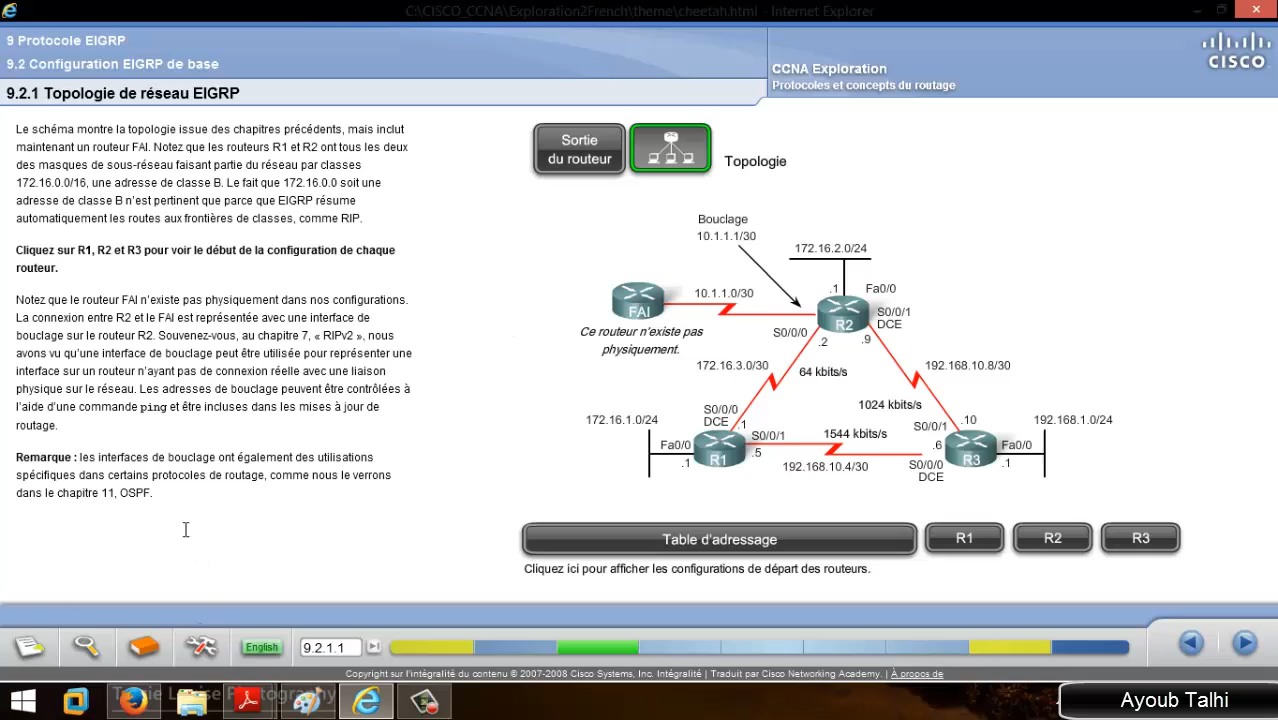 C:\CISCO_CCNA\Exploration2French\theme\cheetah.html - Internet Explorer
9 Protocole EIGRP
9.2 Configuration EIGRP de base
9.2.1 Topologie de réseau EIGRP
CCNA Exploration
Protocoles et concepts du routage
CISCO
Le schéma montre la topologie issue des chapitres précédents, mais inclut
maintenant un routeur FAI. Notez que les routeurs R1 et R2 ont tous les deux
des masques de sous-réseau faisant partie du réseau par classes
172.16.0.0/16, une adresse de classe B. Le fait que 172.16.0.0 soit une
adresse de classe B n'est pertinent que parce que EIGRP résume
automatiquement les routes aux frontières de classes, comme RIP.
Cliquez sur R1, R2 et R3 pour voir le début de la configuration de chaque
routeur.
Notez que le routeur FAI n'existe pas physiquement dans nos configurations.
La connexion entre R2 et le FAI est représentée avec une interface de
bouclage sur le routeur R2. Souvenez-vous, au chapitre 7, « RIPv2 », nous
avons vu qu'une interface de bouclage peut être utilisée pour représenter une
interface sur un routeur n'ayant pas de connexion réelle avec une liaison
physique sur le réseau. Les adresses de bouclage peuvent être contrôlées à
l'aide d'une commande ping et être incluses dans les mises à jour de
routage.
Remarque : les interfaces de bouclage ont également des utilisations
spécifiques dans certains protocoles de routage, comme nous le verrons
dans le chapitre 11, OSPF.
Sortie
du routeur
Topologie
Bouclage
10.1.1.1/30
172.16.2.0/24
10.1.1.0/30
.1
Fa0/0
FAI
R2
S0/0/1
DCE
Ce routeur n'existe pas
physiquement.
S0/0/0
.2
.9
172.16.3.0/30
64 kbits/s
192.168.10.8/30
1024 kbits/s
172.16.1.0/24
S0/0/0
DCE
.1
S0/0/1
1544 kbits/s
S0/0/1
.10
192.168.1.0/24
Fa0/0
.1
R1
.5
192.168.10.4/30
.6
S0/0/0
DCE
R3
Fa0/0
.1
Table d'adressage
R1
R2
R3
Cliquez ici pour afficher les configurations de départ des routeurs.
English
9.2.1.1
Copyright sur l'intégralité du contenu © 2007-2008 Cisco Systems, Inc. Intégralité | Traduit par Cisco Networking Academy. | À propos de
Ayoub Talhi